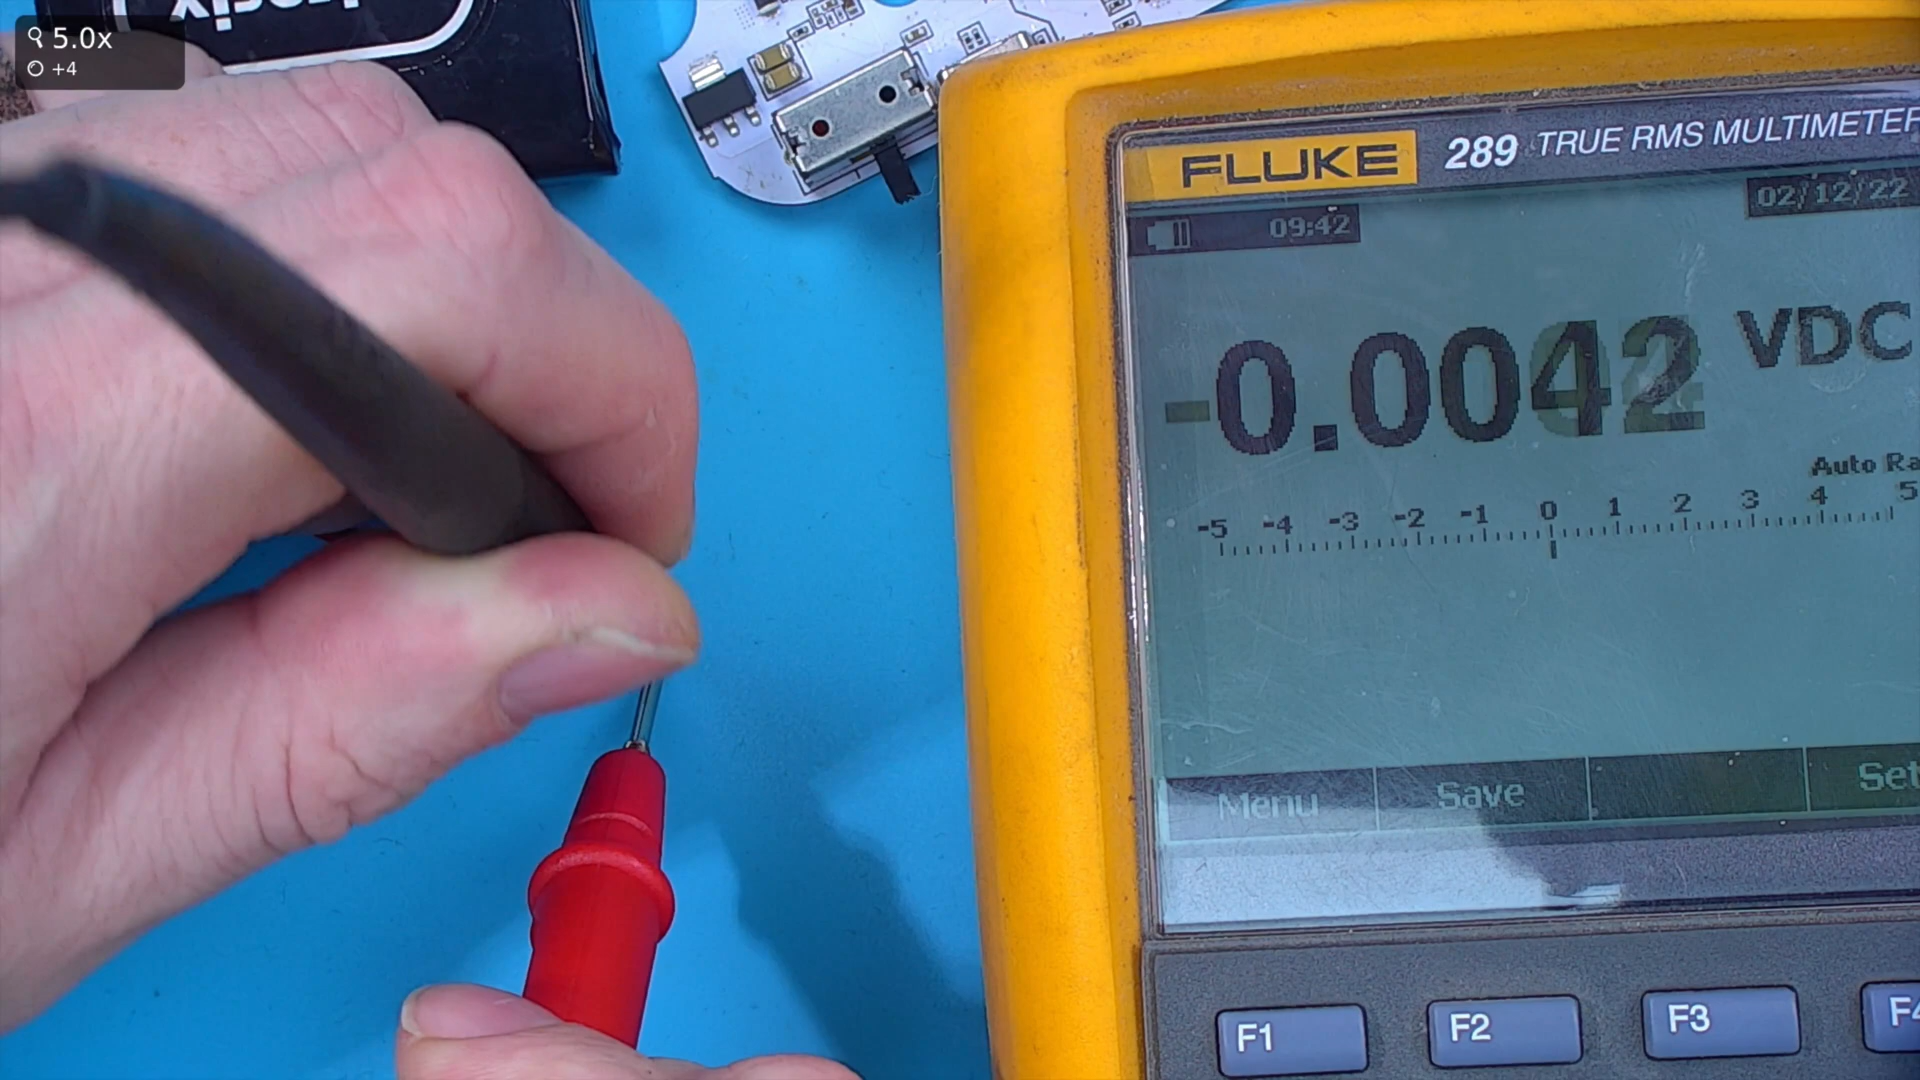 5.0x
+4
FLUKE 289 TRUE RMS MULTIMETER
09:42 02/12/22
-0.0042 VDC
Auto Ra
-5 -4 -3 -2 -1 0 1 2 3 4 5
Menu Save Set
F1 F2 F3 F4